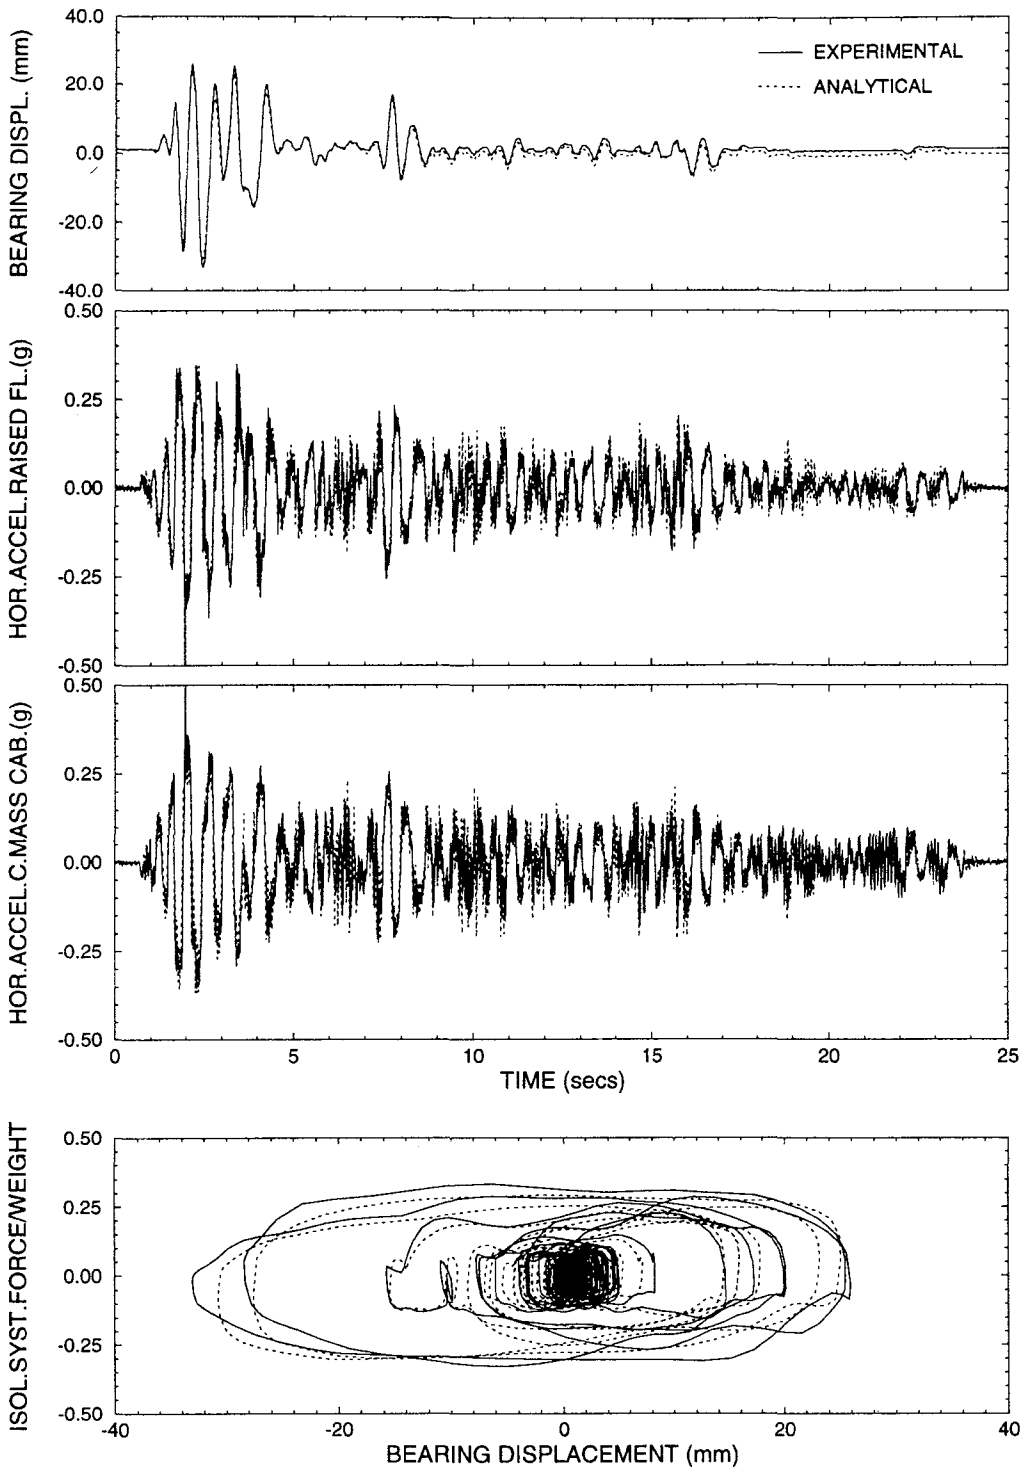 BEARING DISPL. (mm)
40.0
20.0
0.0
-20.0
-40.0
EXPERIMENTAL
ANALYTICAL
HOR.ACCEL.RAISED FL.(g)
0.50
0.25
0.00
-0.25
-0.50
HOR.ACCEL.C.MASS CAB.(g)
0.50
0.25
0.00
-0.25
-0.50
0 5 10 15 20 25
TIME (secs)
ISOL.SYST.FORCE/WEIGHT
0.50
0.25
0.00
-0.25
-0.50
-40 -20 0 20 40
BEARING DISPLACEMENT (mm)